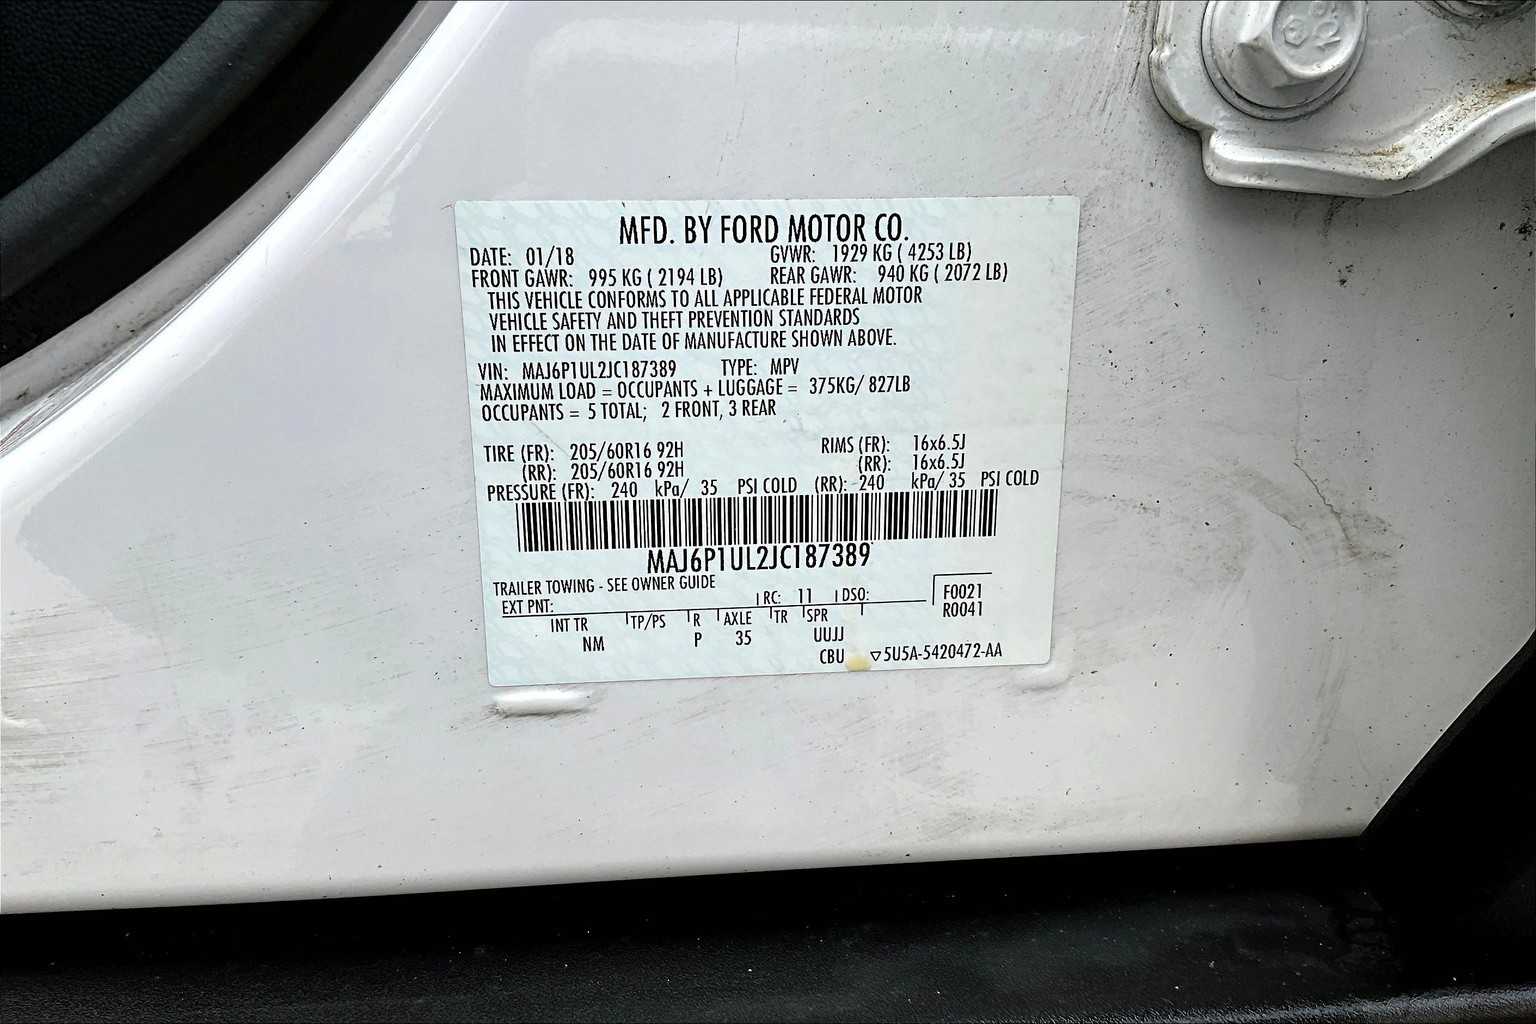 MFD. BY FORD MOTOR CO.
DATE: 01/18 GVWR: 1929 KG ( 4253 LB)
FRONT GAWR: 995 KG ( 2194 LB) REAR GAWR: 940 KG ( 2072 LB)
THIS VEHICLE CONFORMS TO ALL APPLICABLE FEDERAL MOTOR
VEHICLE SAFETY AND THEFT PREVENTION STANDARDS
IN EFFECT ON THE DATE OF MANUFACTURE SHOWN ABOVE.
VIN: MAJ6P1UL2JC187389 TYPE: MPV
MAXIMUM LOAD = OCCUPANTS + LUGGAGE = 375KG/ 827LB
OCCUPANTS = 5 TOTAL; 2 FRONT, 3 REAR
TIRE (FR): 205/60R16 92H RIMS (FR): 16x6.5J
(RR): 205/60R16 92H (RR): 16x6.5J
PRESSURE (FR): 240 kPa/ 35 PSI COLD (RR): 240 kPa/ 35 PSI COLD
MAJ6P1UL2JC187389
TRAILER TOWING - SEE OWNER GUIDE
EXT PNT: RC: 11 DSO: F0021
R0041
INT TR TP/PS R AXLE TR SPR
NM P 35 UUJJ
CBU ▽5U5A-5420472-AA